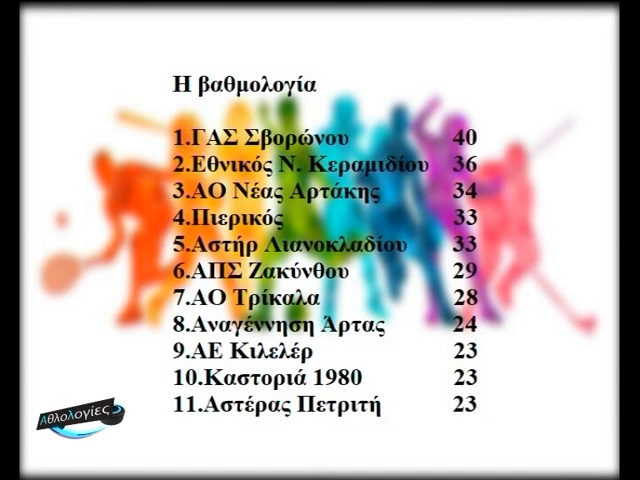 Η βαθμολογία
1.ΓΑΣ Σβορώνου 40
2.Εθνικός Ν. Κεραμιδίου 36
3.ΑΟ Νέας Αρτάκης 34
4.Πιερικός 33
5.Αστήρ Λιανοκλαδίου 33
6.ΑΠΣ Ζακύνθου 29
7.ΑΟ Τρίκαλα 28
8.Αναγέννηση Άρτας 24
9.ΑΕ Κιλελέρ 23
10.Καστοριά 1980 23
11.Αστέρας Πετριτή 23
Αθλολογίες